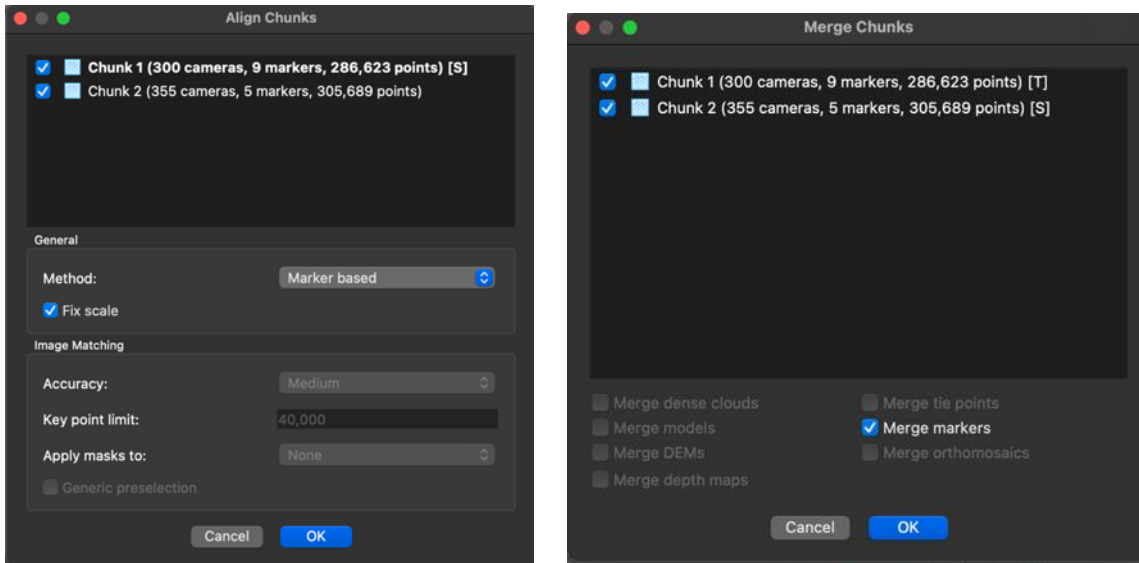 Align Chunks
Chunk 1 (300 cameras, 9 markers, 286,623 points) [S]
Chunk 2 (355 cameras, 5 markers, 305,689 points)
General
Method: Marker based
Fix scale
Image Matching
Accuracy: Medium
Key point limit: 40,000
Apply masks to: None
Generic preselection
Cancel OK
Merge Chunks
Chunk 1 (300 cameras, 9 markers, 286,623 points) [T]
Chunk 2 (355 cameras, 5 markers, 305,689 points) [S]
Merge dense clouds Merge tie points
Merge models Merge markers
Merge DEMs Merge orthomosaics
Merge depth maps
Cancel OK